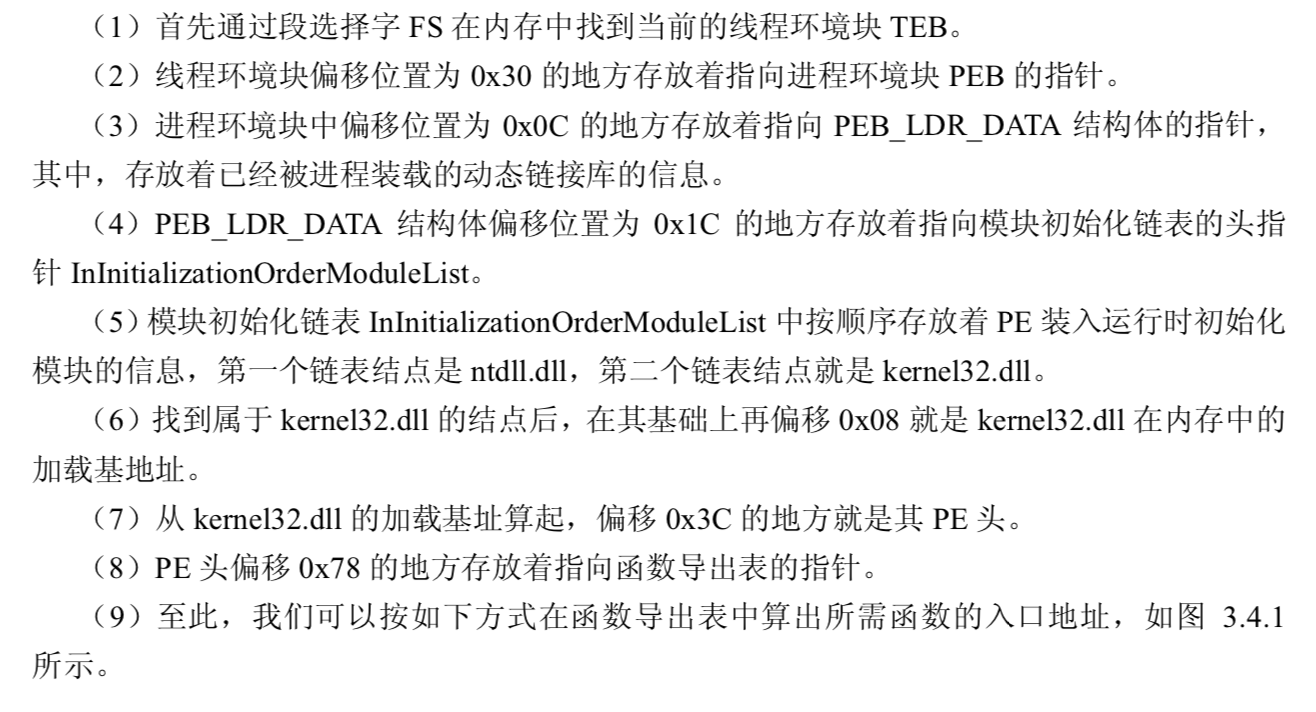 （1）首先通过段选择字 FS 在内存中找到当前的线程环境块 TEB。
（2）线程环境块偏移位置为 0x30 的地方存放着指向进程环境块 PEB 的指针。
（3）进程环境块中偏移位置为 0x0C 的地方存放着指向 PEB_LDR_DATA 结构体的指针，
其中，存放着已经被进程装载的动态链接库的信息。
（4）PEB_LDR_DATA 结构体偏移位置为 0x1C 的地方存放着指向模块初始化链表的头指
针 InInitializationOrderModuleList。
（5）模块初始化链表 InInitializationOrderModuleList 中按顺序存放着 PE 装入运行时初始化
模块的信息，第一个链表结点是 ntdll.dll，第二个链表结点就是 kernel32.dll。
（6）找到属于 kernel32.dll 的结点后，在其基础上再偏移 0x08 就是 kernel32.dll 在内存中的
加载基地址。
（7）从 kernel32.dll 的加载基址算起，偏移 0x3C 的地方就是其 PE 头。
（8）PE 头偏移 0x78 的地方存放着指向函数导出表的指针。
（9）至此，我们可以按如下方式在函数导出表中算出所需函数的入口地址，如图 3.4.1
所示。